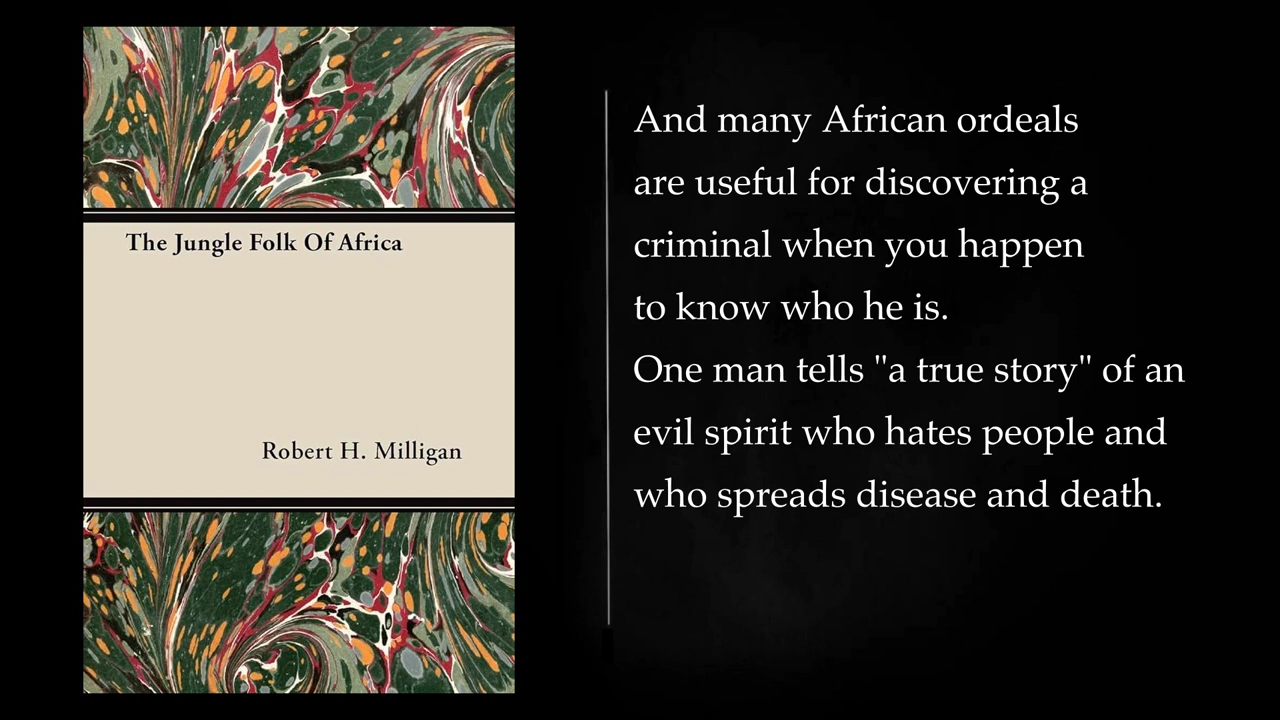 The Jungle Folk Of Africa
Robert H. Milligan
And many African ordeals
are useful for discovering a
criminal when you happen
to know who he is.
One man tells "a true story" of an
evil spirit who hates people and
who spreads disease and death.